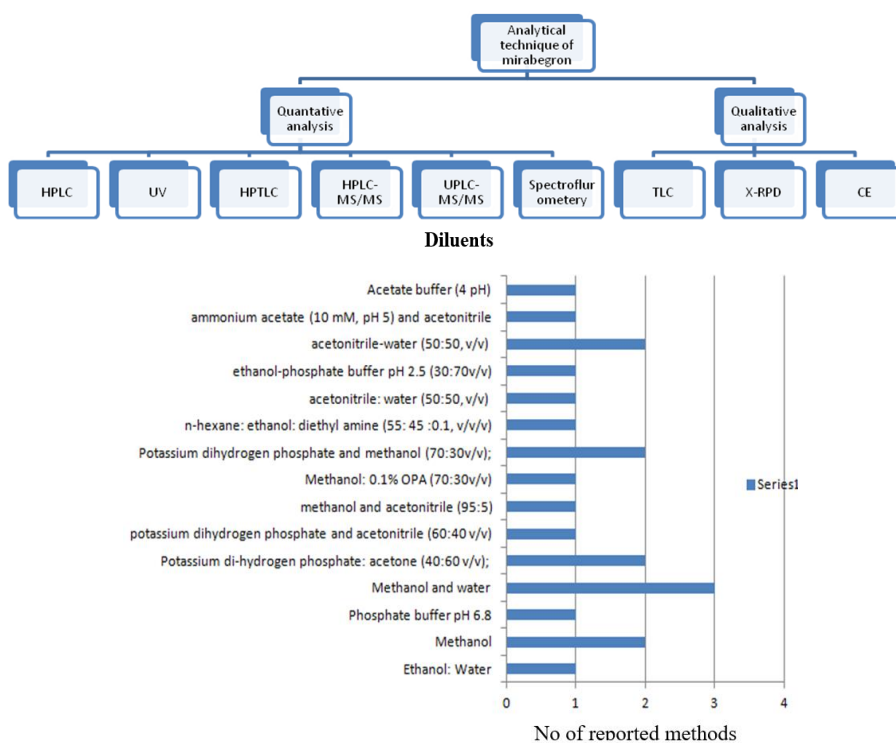 Analytical
technique of
mirabegron
Quantative
analysis
Qualitative
analysis
HPLC
UV
HPTLC
HPLC-
MS/MS
UPLC-
MS/MS
Spectroflur
ometery
TLC
X-RPD
CE
Diluents
Acetate buffer (4 pH)
ammonium acetate (10 mM, pH 5) and acetonitrile
acetonitrile-water (50:50, v/v)
ethanol-phosphate buffer pH 2.5 (30:70v/v)
acetonitrile: water (50:50, v/v)
n-hexane: ethanol: diethyl amine (55: 45 :0.1, v/v/v)
Potassium dihydrogen phosphate and methanol (70:30v/v);
Methanol: 0.1% OPA (70:30v/v)
methanol and acetonitrile (95:5)
potassium dihydrogen phosphate and acetonitrile (60:40 v/v)
Potassium di-hydrogen phosphate: acetone (40:60 v/v);
Methanol and water
Phosphate buffer pH 6.8
Methanol
Ethanol: Water
Series1
0 1 2 3 4
No of reported methods